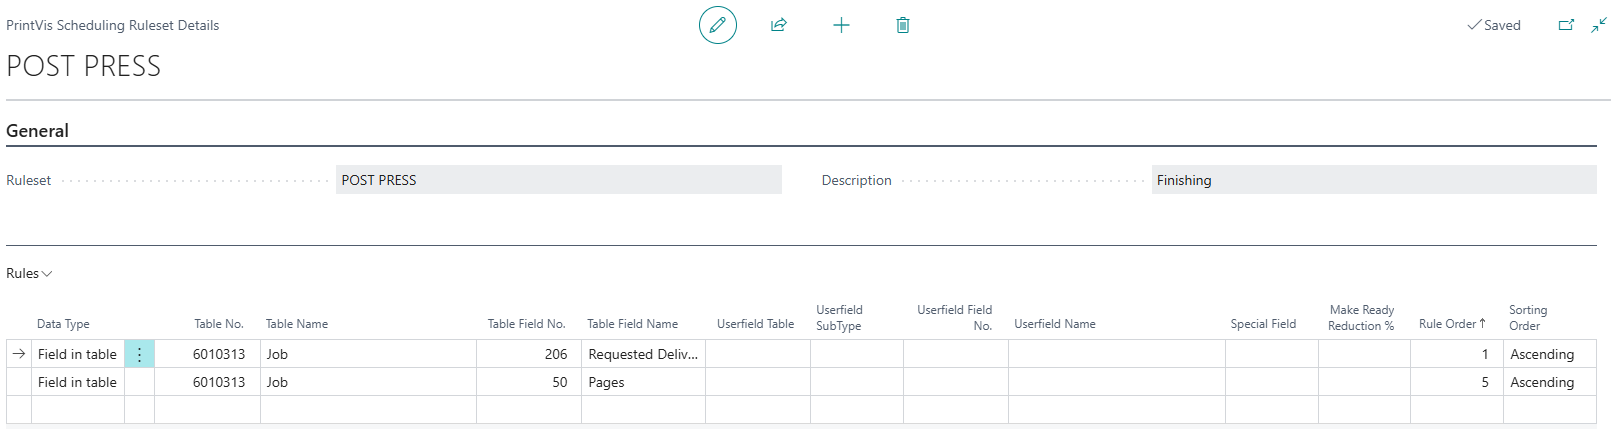 PrintVis Scheduling Ruleset Details
Saved
POST PRESS
General
Ruleset POST PRESS Description Finishing
Rules
Data Type Table No. Table Name Table Field No. Table Field Name Userfield Table Userfield SubType Userfield Field No. Userfield Name Special Field Make Ready Reduction % Rule Order↑ Sorting Order
→ Field in table ⋮ 6010313 Job 206 Requested Deliv... 1 Ascending
Field in table 6010313 Job 50 Pages 5 Ascending